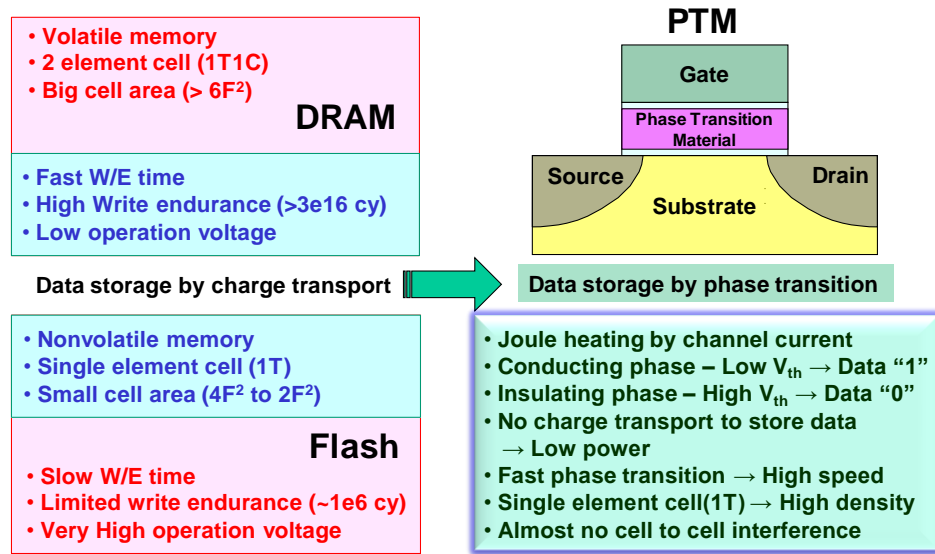 • Volatile memory
• 2 element cell (1T1C)
• Big cell area (> 6F²)
DRAM
• Fast W/E time
• High Write endurance (>3e16 cy)
• Low operation voltage
Data storage by charge transport
• Nonvolatile memory
• Single element cell (1T)
• Small cell area (4F² to 2F²)
Flash
• Slow W/E time
• Limited write endurance (~1e6 cy)
• Very High operation voltage
PTM
Gate
Phase Transition
Material
Source
Drain
Substrate
Data storage by phase transition
• Joule heating by channel current
• Conducting phase – Low Vth → Data “1”
• Insulating phase – High Vth → Data “0”
• No charge transport to store data
→ Low power
• Fast phase transition → High speed
• Single element cell(1T) → High density
• Almost no cell to cell interference